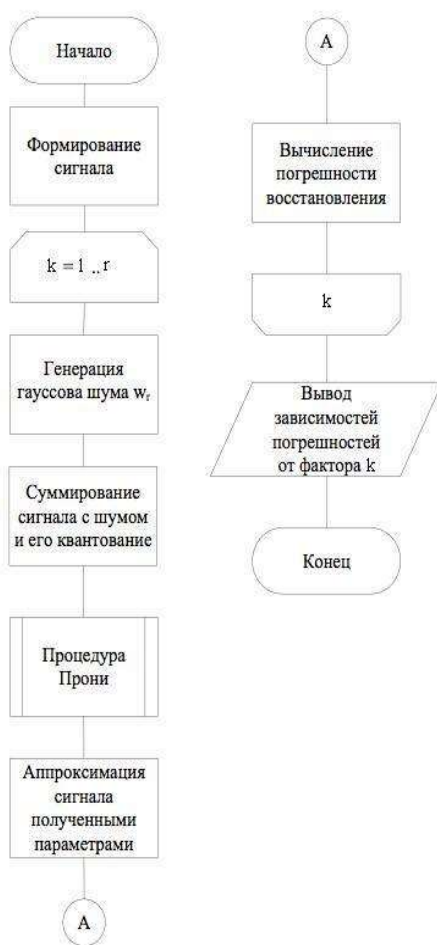 Начало
Формирование
сигнала
k = 1 .. r
Генерация
гауссова шума wᵣ
Суммирование
сигнала с шумом
и его квантование
Процедура
Прони
Аппроксимация
сигнала
полученными
параметрами
А
А
Вычисление
погрешности
восстановления
k
Вывод
зависимостей
погрешностей
от фактора k
Конец